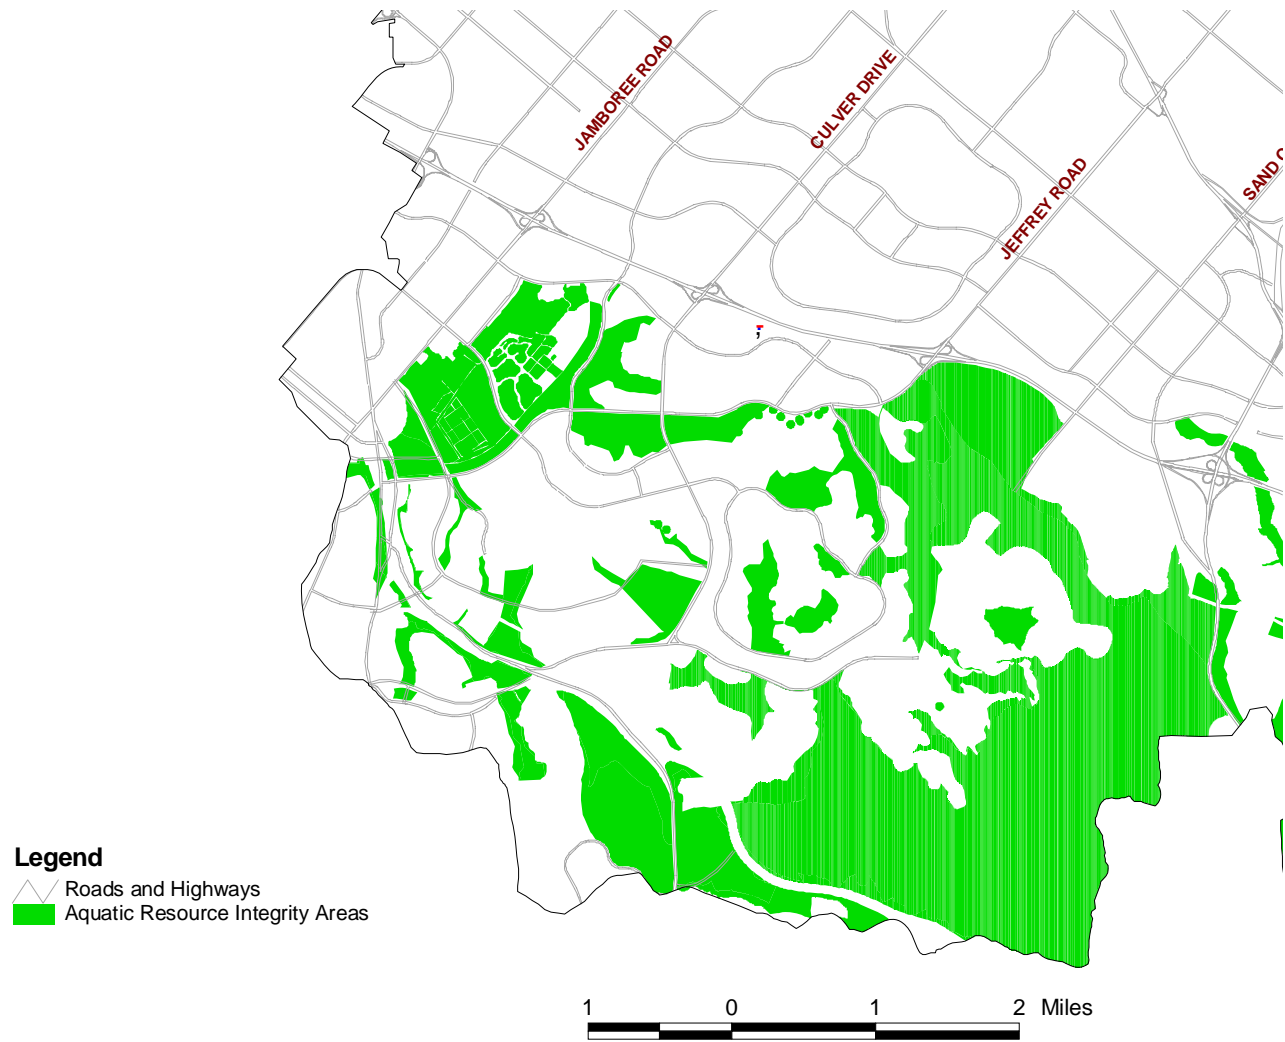 JAMBOREE ROAD
CULVER DRIVE
JEFFREY ROAD
SAND
Legend
Roads and Highways
Aquatic Resource Integrity Areas
1 0 1 2 Miles